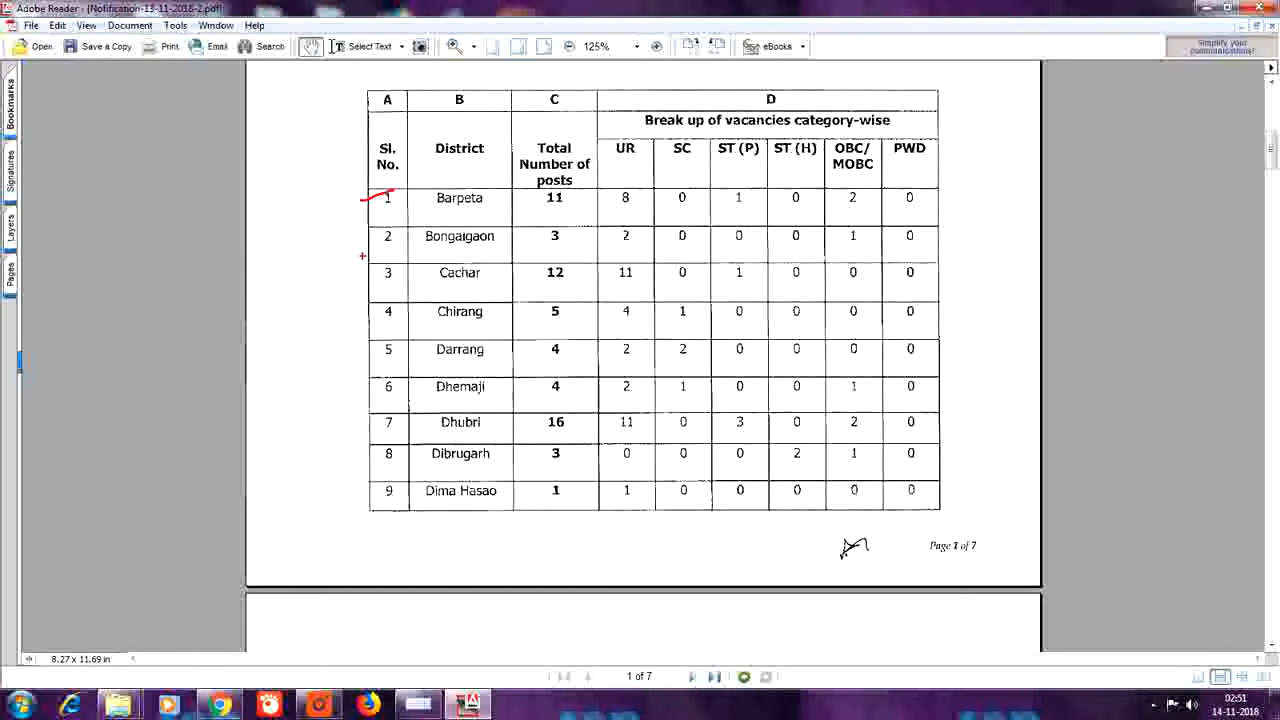 Adobe Reader - [Notification-13-11-2018-2.pdf]
File Edit View Document Tools Window Help
Open Save a Copy Print Email Search Select Text 125% eBooks
Simplify your
communications!
Bookmarks
Signatures
Layers
Pages
A B C D
Break up of vacancies category-wise
Sl. No. District Total Number of posts UR SC ST (P) ST (H) OBC/ MOBC PWD
1 Barpeta 11 8 0 1 0 2 0
2 Bongaigaon 3 2 0 0 0 1 0
3 Cachar 12 11 0 1 0 0 0
4 Chirang 5 4 1 0 0 0 0
5 Darrang 4 2 2 0 0 0 0
6 Dhemaji 4 2 1 0 0 1 0
7 Dhubri 16 11 0 3 0 2 0
8 Dibrugarh 3 0 0 0 2 1 0
9 Dima Hasao 1 1 0 0 0 0 0
Page 1 of 7
8.27 x 11.69 in
1 of 7
02:51
14-11-2018